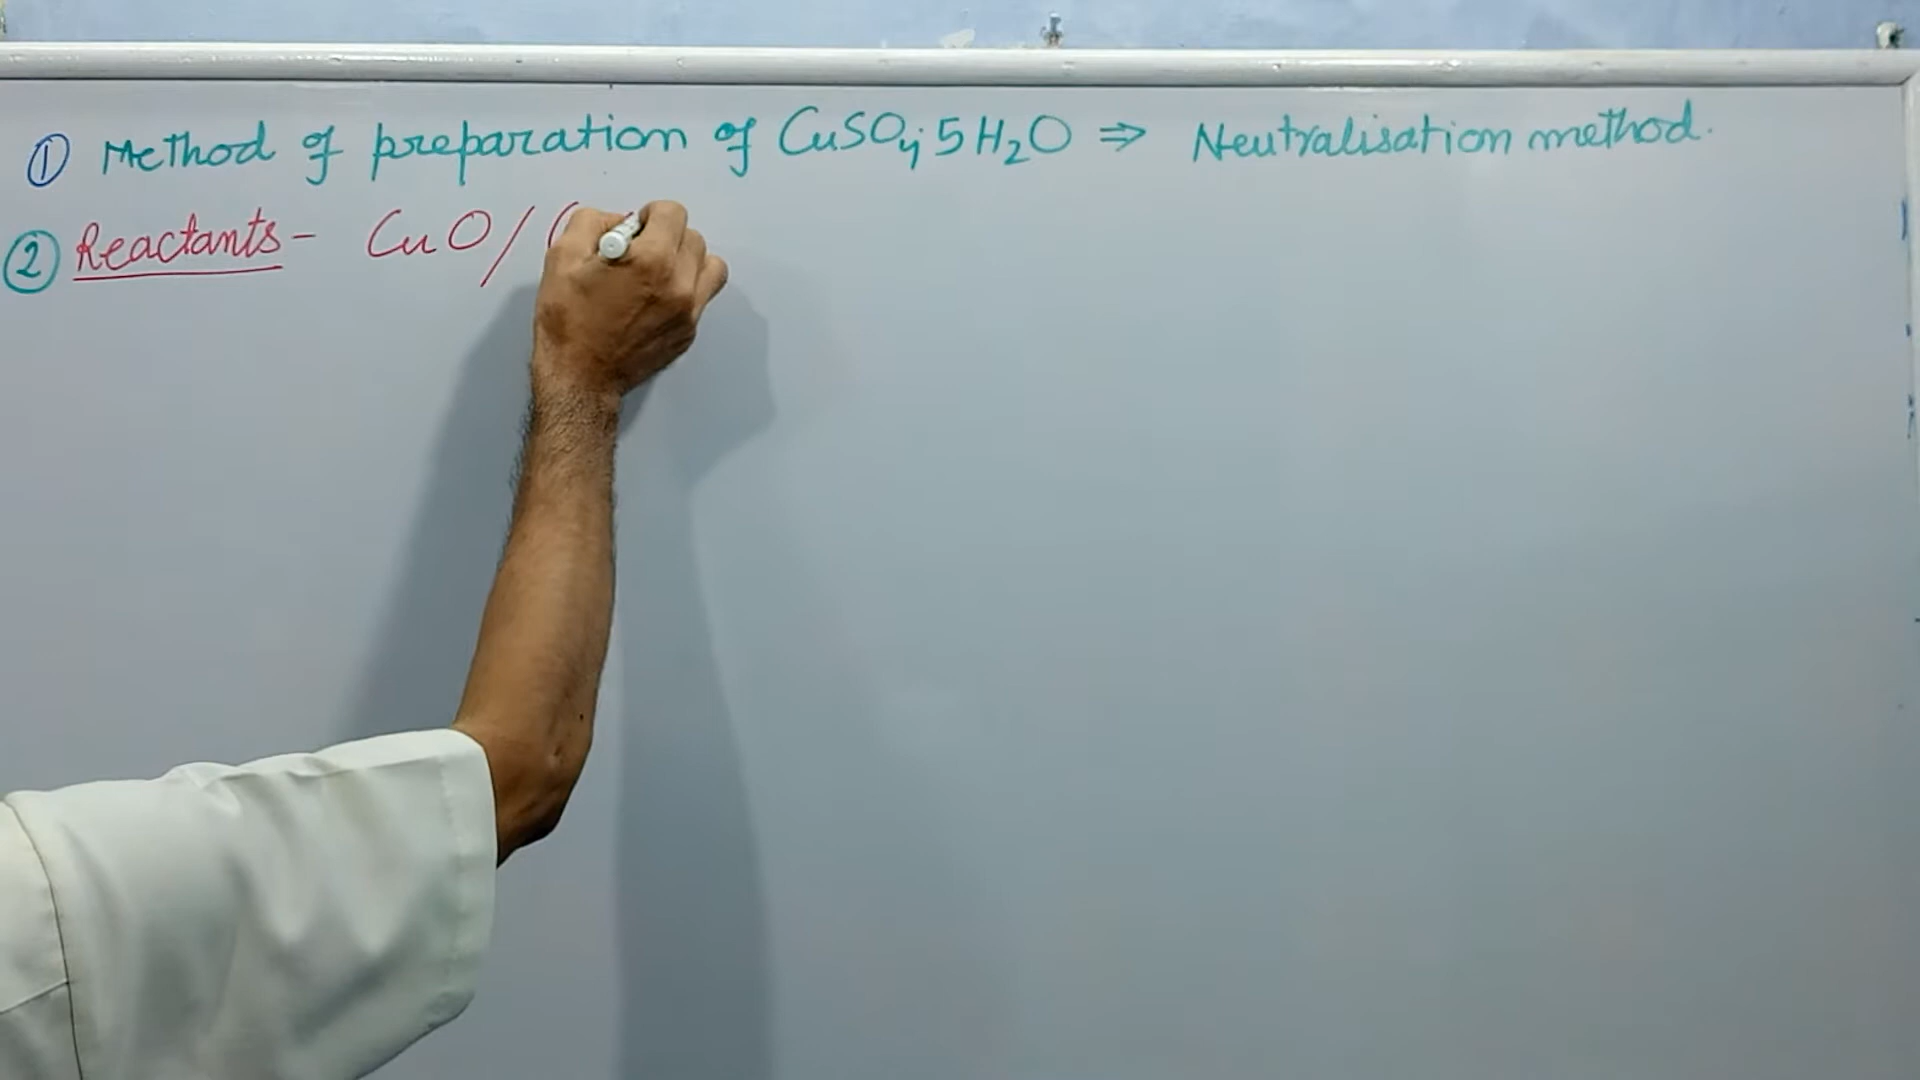 ① Method of preparation of CuSO₄; 5H₂O ⇒ Neutralisation method.
② Reactants - CuO/